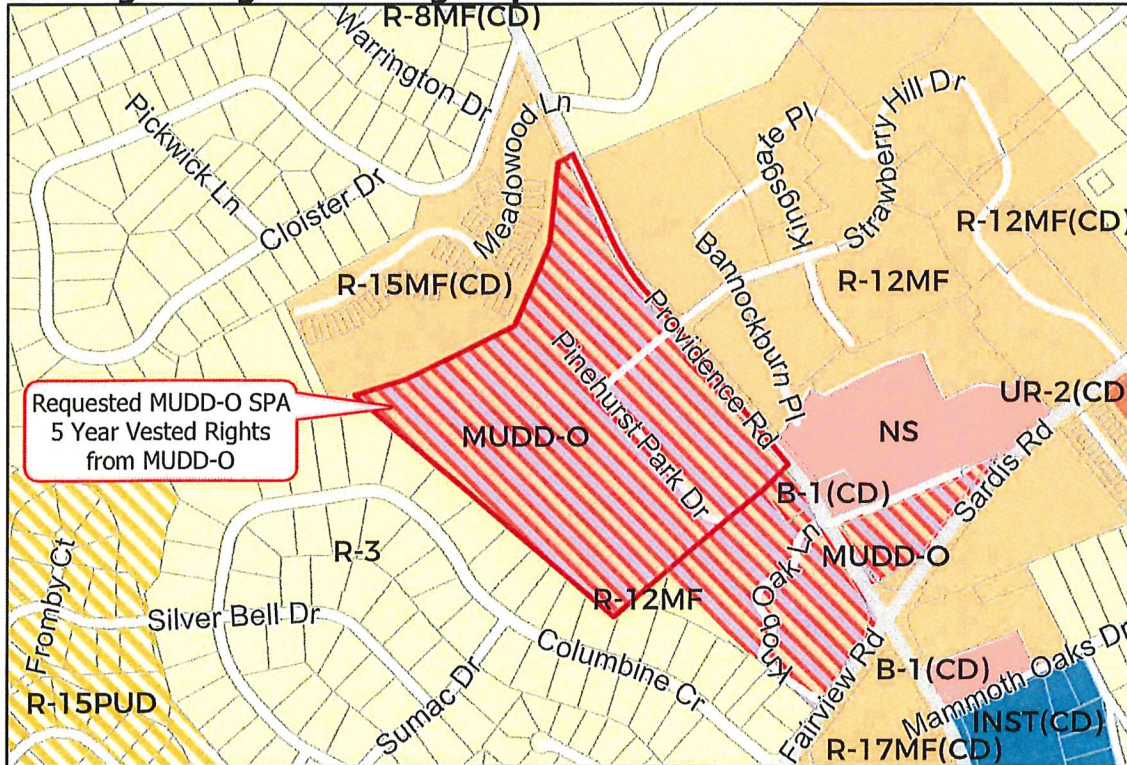 R-8MF(CD)
Warrington Dr
Meadowood Ln
Pickwick Ln
Cloister Dr
Kingsgate Pl
Strawberry Hill Dr
R-12MF(CD)
R-15MF(CD)
Bannockburn Pl
R-12MF
Providence Rd
Pinehurst Park Dr
Requested MUDD-O SPA
5 Year Vested Rights
from MUDD-O
MUDD-O
UR-2(CD
NS
Sardis Rd
B-1(CD)
MUDD-O
Knob Oak Ln
R-3
R-12MF
Fromby Ct
Silver Bell Dr
Columbine Cr
Sumac Dr
R-15PUD
Fairview Rd
B-1(CD)
Mammoth Oaks Dr
INST(CD)
R-17MF(CD)